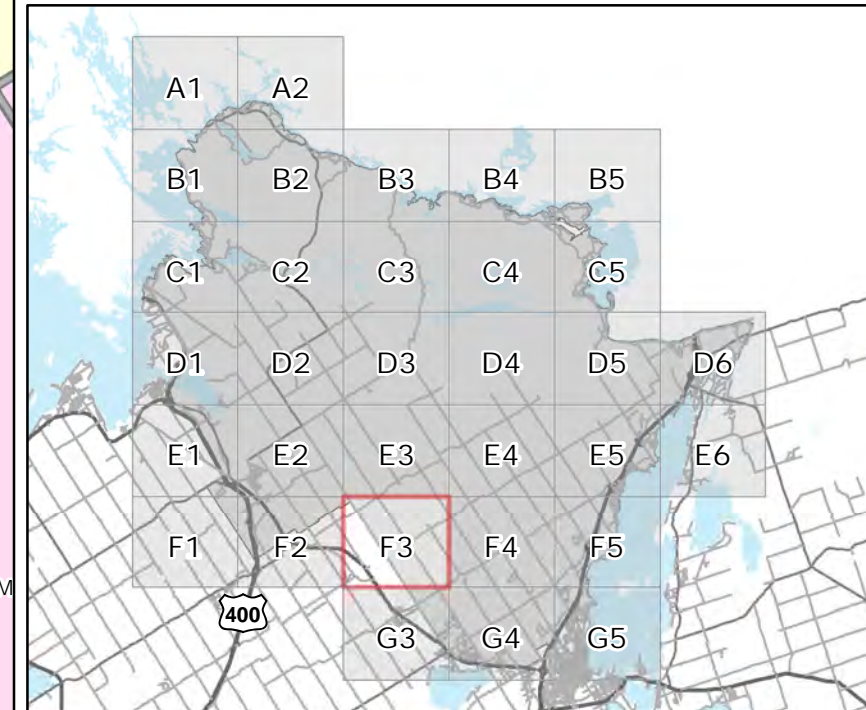 A1 A2
B1 B2 B3 B4 B5
C1 C2 C3 C4 C5
D1 D2 D3 D4 D5 D6
E1 E2 E3 E4 E5 E6
F1 F2 F3 F4 F5
M
400
G3 G4 G5